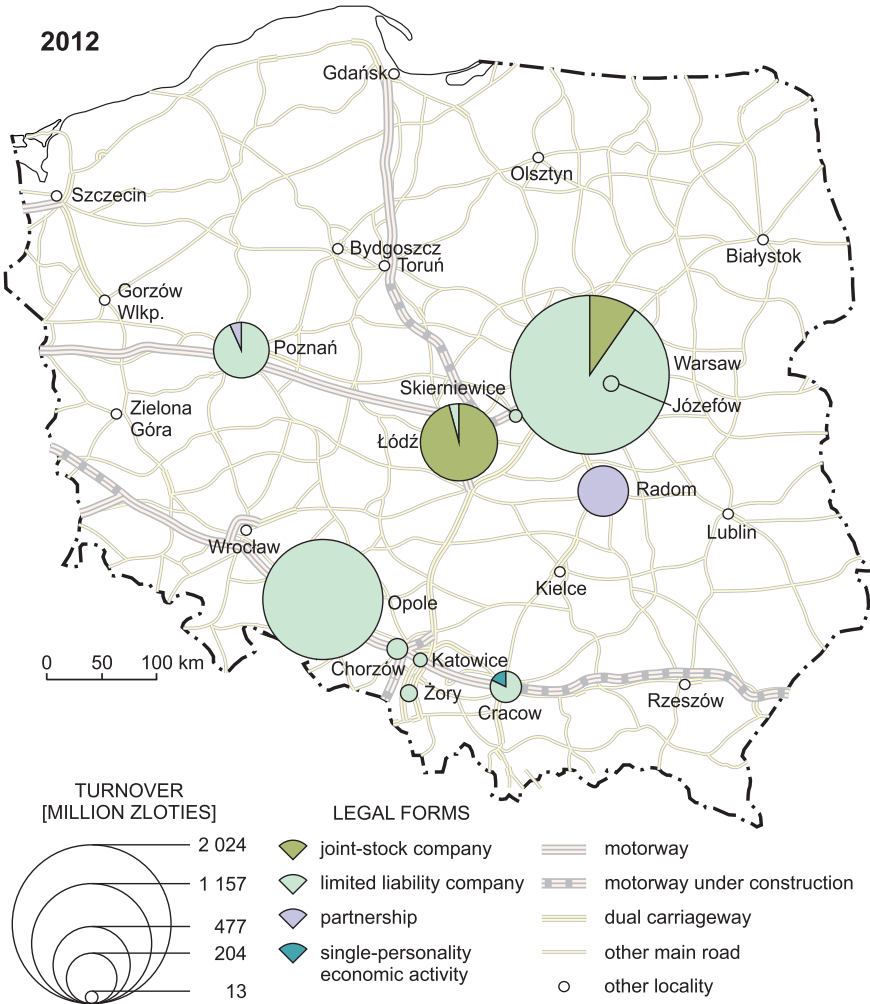 2012
Gdańsk
Olsztyn
Szczecin
Bydgoszcz
Toruń
Białystok
Gorzów
Wlkp.
Poznań
Warsaw
Skierniewice
Józefów
Zielona
Góra
Łódź
Radom
Lublin
Wrocław
Kielce
Opole
0 50 100 km
Chorzów
Katowice
Żory
Cracow
Rzeszów
TURNOVER
[MILLION ZLOTIES]
2 024
1 157
477
204
13
LEGAL FORMS
joint-stock company
limited liability company
partnership
single-personality
economic activity
motorway
motorway under construction
dual carriageway
other main road
other locality